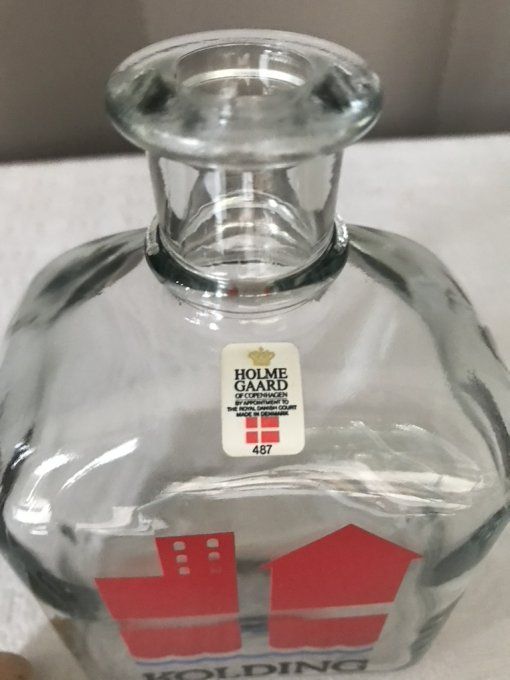 HOLME
GAARD
OF COPENHAGEN
BY APPOINTMENT TO
THE ROYAL DANISH COURT
MADE IN DENMARK
487
KOLDING